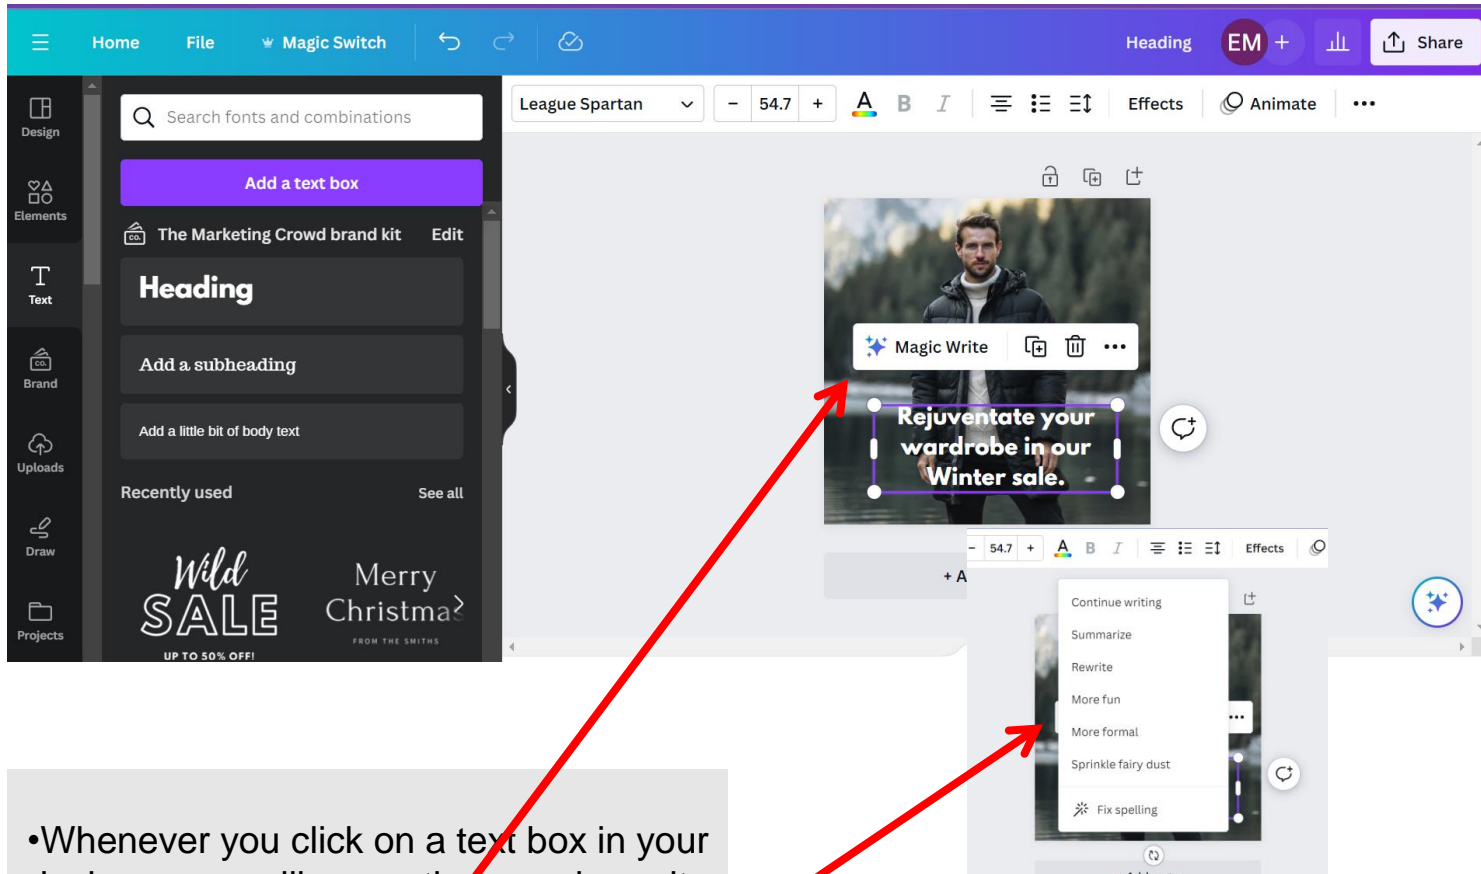 Home File Magic Switch Heading EM + Share
Design
Elements
Text
Brand
Uploads
Draw
Projects
Search fonts and combinations
Add a text box
The Marketing Crowd brand kit Edit
Heading
Add a subheading
Add a little bit of body text
Recently used See all
Wild
SALE
UP TO 50% OFF!
Merry
Christmas
FROM THE SMITHS
League Spartan - 54.7 + A B I Effects Animate
Magic Write
Rejuventate your
wardrobe in our
Winter sale.
+ A
- 54.7 + A B I Effects
Continue writing
Summarize
Rewrite
More fun
More formal
Sprinkle fairy dust
Fix spelling
•Whenever you click on a text box in your